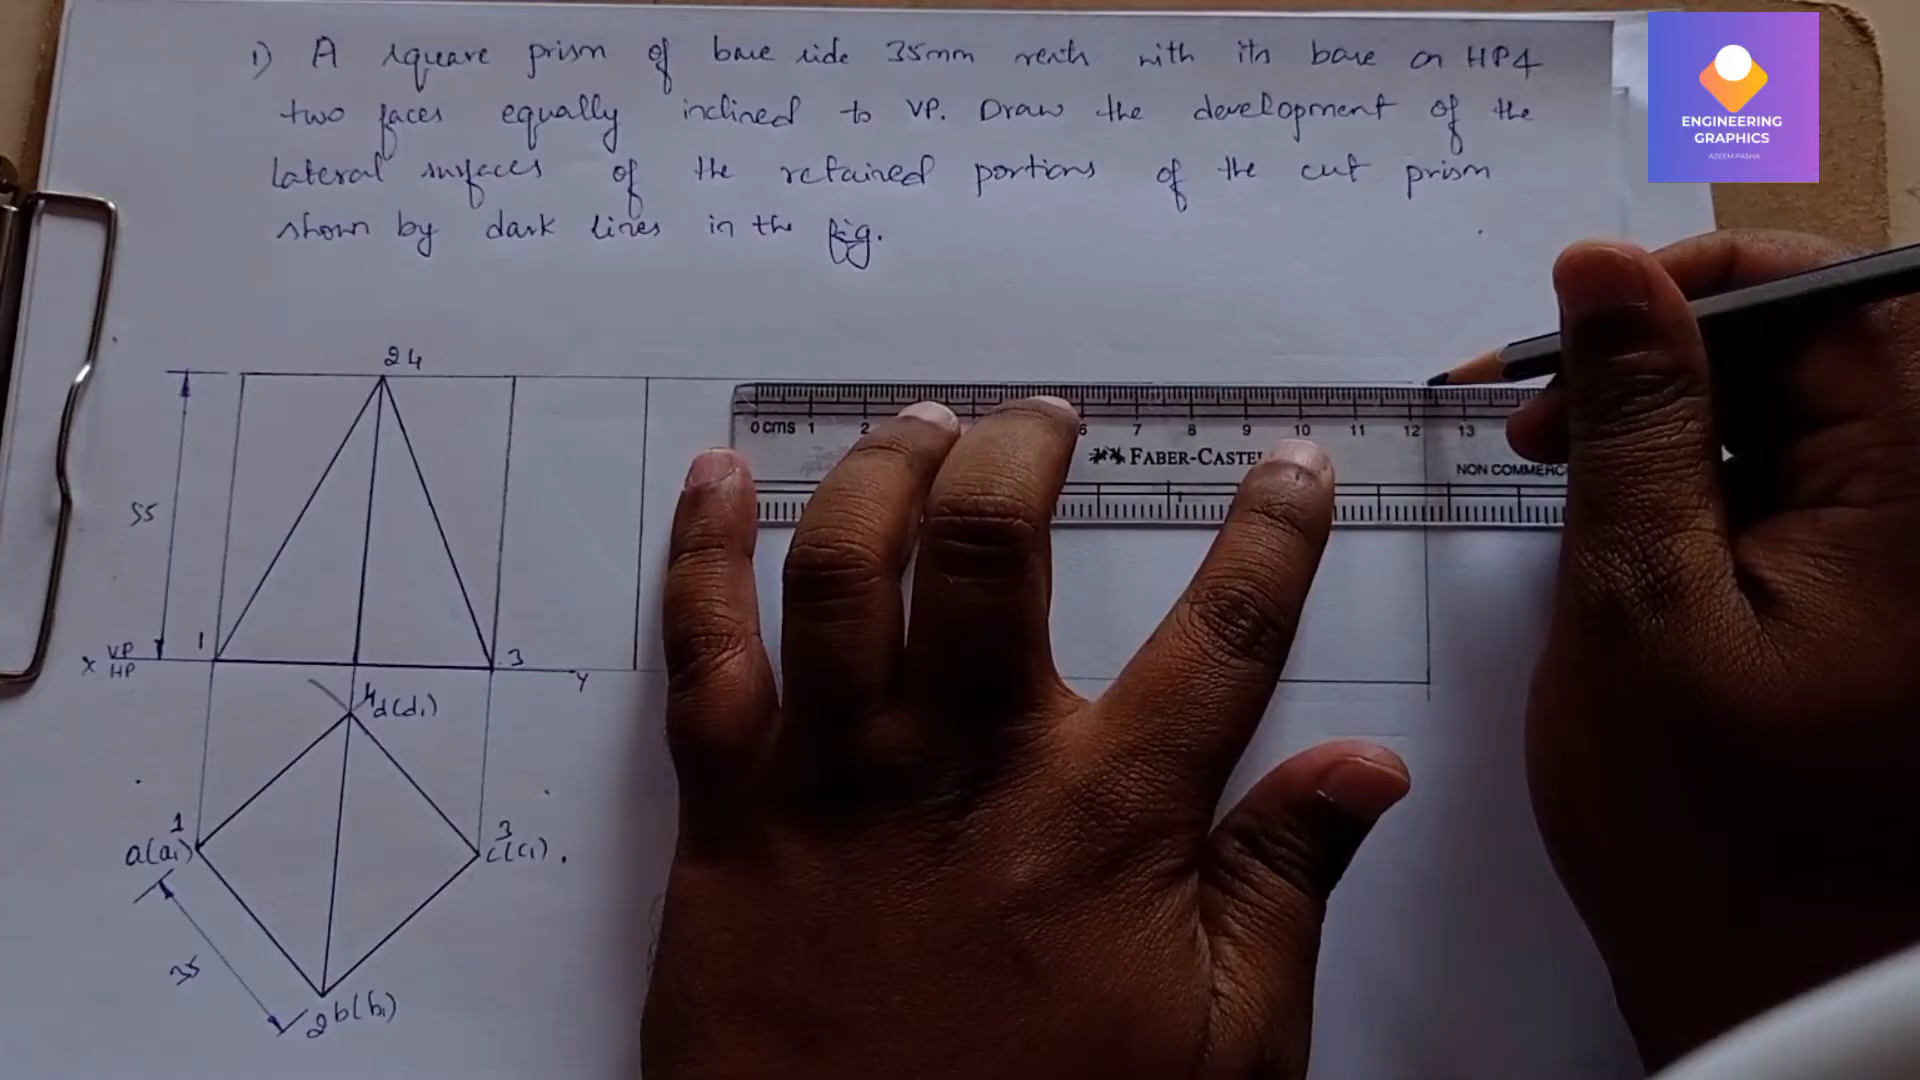 1) A square prism of base side 35mm rests with its base on HP &
two faces equally inclined to VP. Draw the development of the
lateral surfaces of the retained portions of the cut prism
shown by dark lines in the fig.
ENGINEERING
GRAPHICS
AZEEM PASHA
24
55
0 cms 1 2 6 7 8 9 10 11 12 13
FABER-CASTEL
NON COMMERC
1
3
X VP
HP
Y
4 d(d1)
1
a(a1)
3
c(c1).
35
2 b(b1)